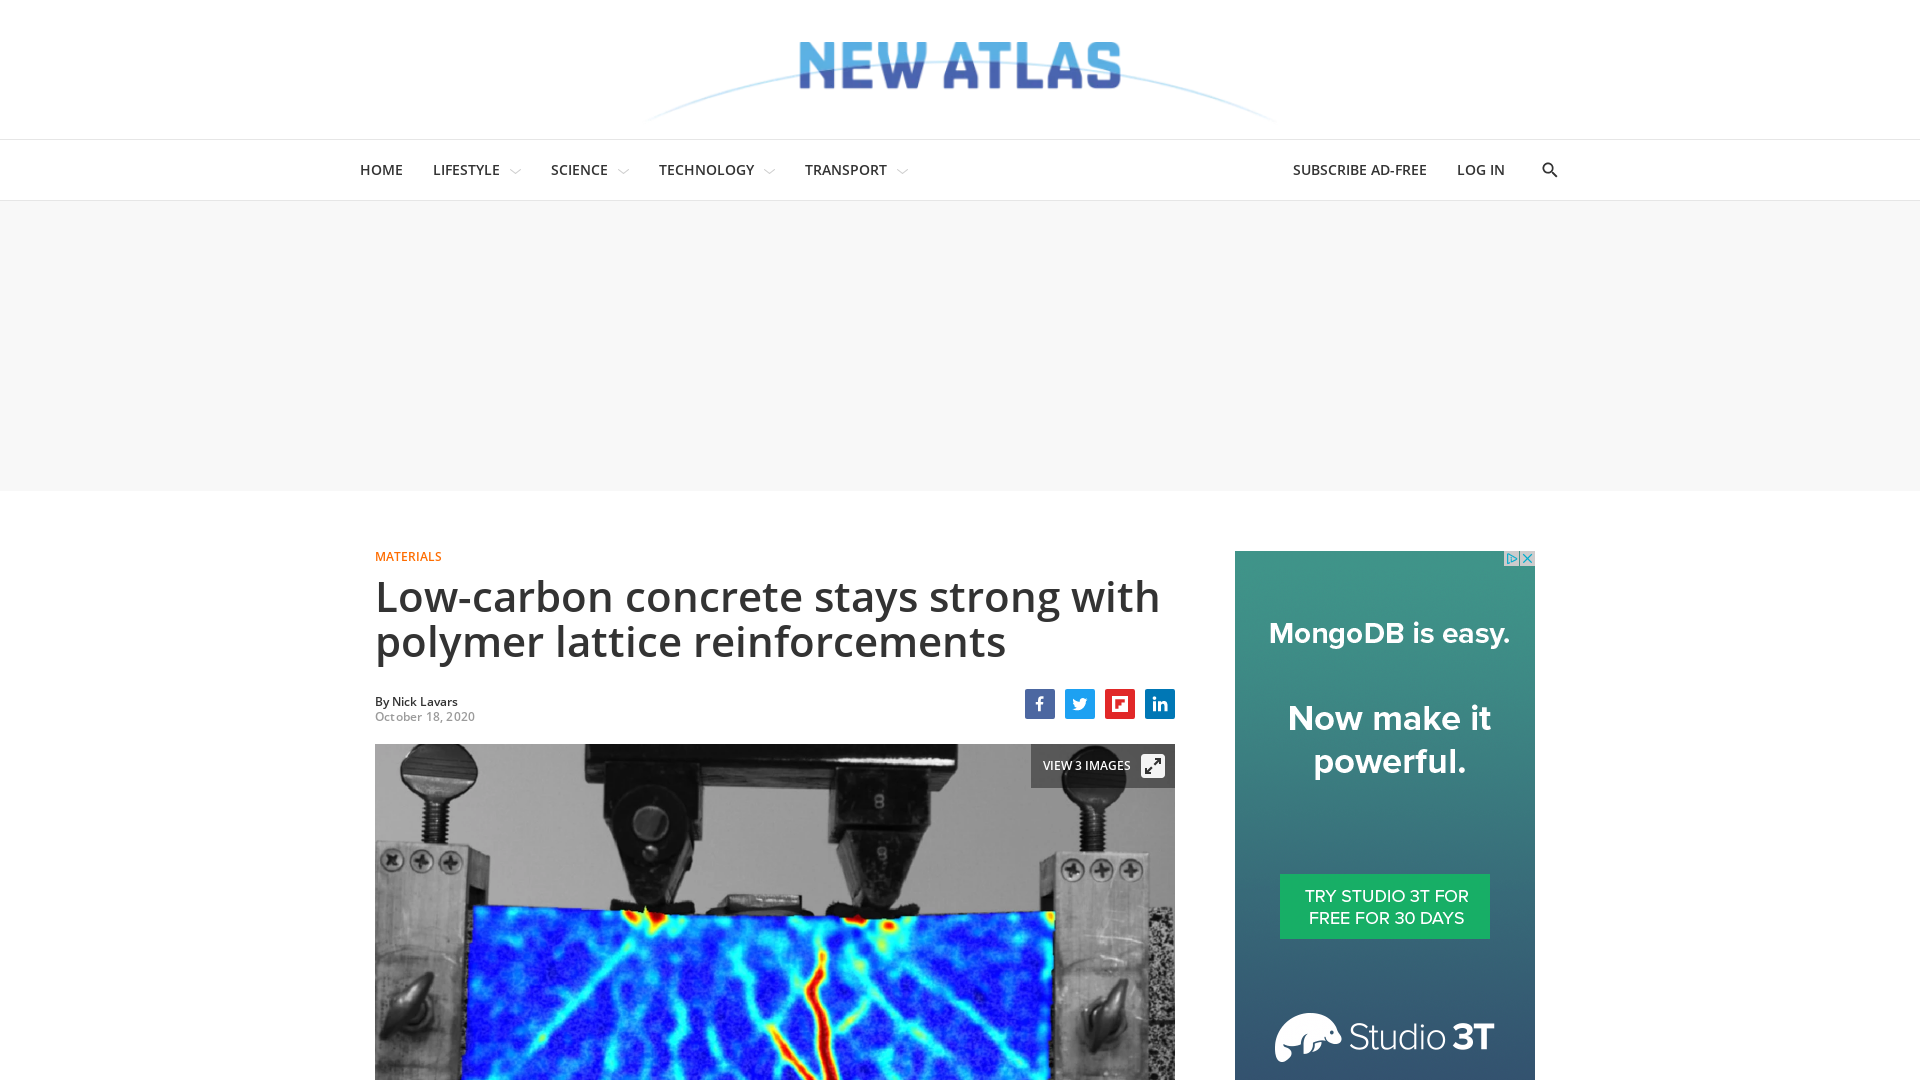 NEW ATLAS
HOME
LIFESTYLE
SCIENCE
TECHNOLOGY
TRANSPORT
SUBSCRIBE AD-FREE
LOG IN
MATERIALS
Low-carbon concrete stays strong with
polymer lattice reinforcements
By Nick Lavars
October 18, 2020
VIEW 3 IMAGES
8
9
MongoDB is easy.
Now make it
powerful.
TRY STUDIO 3T FOR
FREE FOR 30 DAYS
Studio 3T